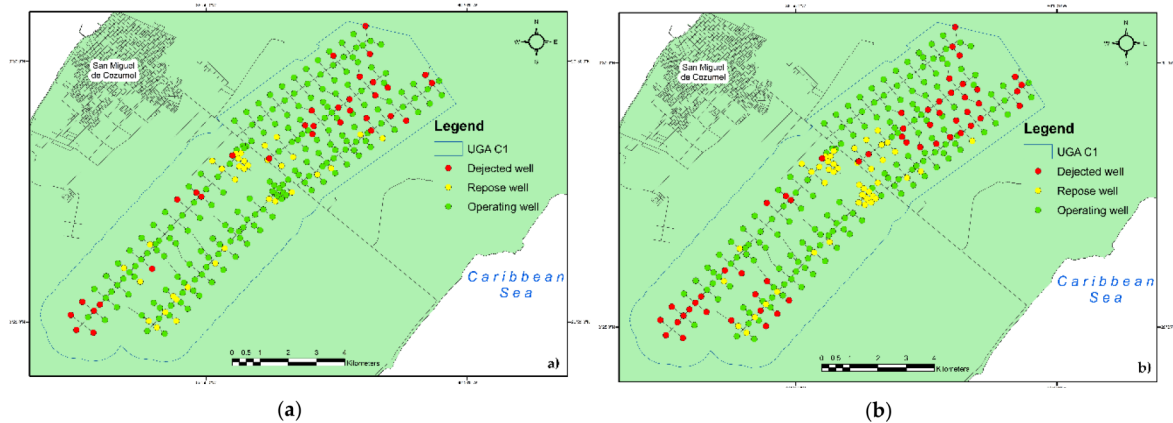 San Miguel
de Cozumel
N
W
E
S
Legend
UGA C1
Dejected well
Repose well
Operating well
Caribbean
Sea
0 0.5 1 2 3 4
Kilometers
a)
(a)
San Miguel
de Cozumel
N
W
L
S
Legend
UGA C1
Dejected well
Repose well
Operating well
Caribbean
Sea
0 0.5 1 2 3 4
Kilometers
b)
(b)